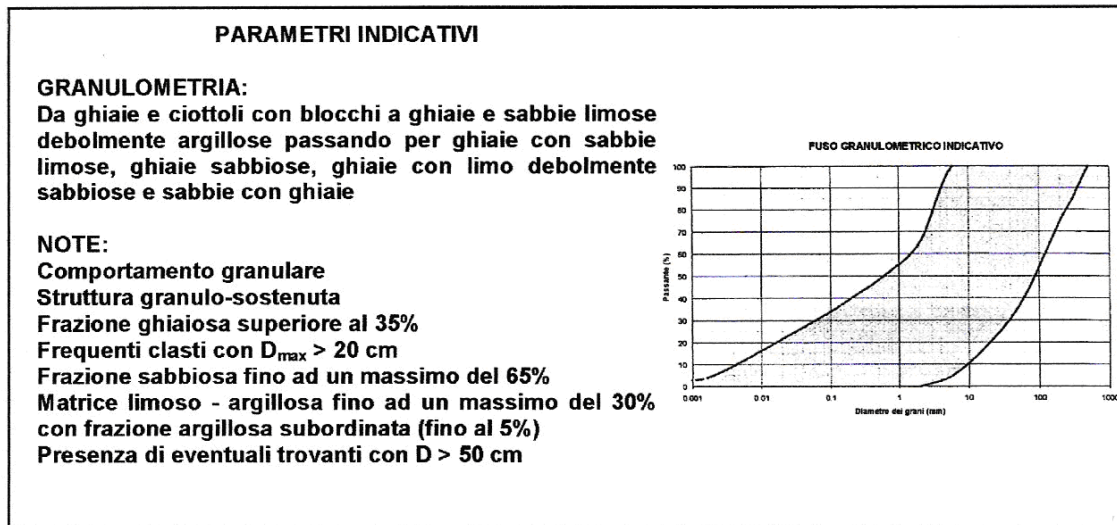 PARAMETRI INDICATIVI
GRANULOMETRIA:
Da ghiaie e ciottoli con blocchi a ghiaie e sabbie limose
debolmente argillose passando per ghiaie con sabbie
limose, ghiaie sabbiose, ghiaie con limo debolmente
sabbiose e sabbie con ghiaie
NOTE:
Comportamento granulare
Struttura granulo-sostenuta
Frazione ghiaiosa superiore al 35%
Frequenti clasti con Dmax > 20 cm
Frazione sabbiosa fino ad un massimo del 65%
Matrice limoso - argillosa fino ad un massimo del 30%
con frazione argillosa subordinata (fino al 5%)
Presenza di eventuali trovanti con D > 50 cm
FUSO GRANULOMETRICO INDICATIVO
Passante (%)
100
90
80
70
60
50
40
30
20
10
0
0.001 0.01 0.1 1 10 100 1000
Diametro dei grani (mm)